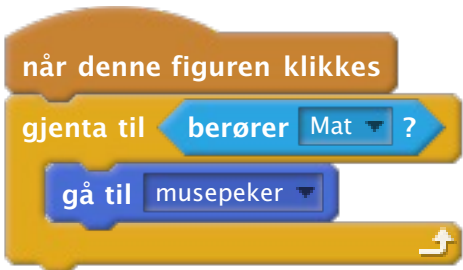 når denne figuren klikkes
gjenta til berører Mat ?
gå til musepeker